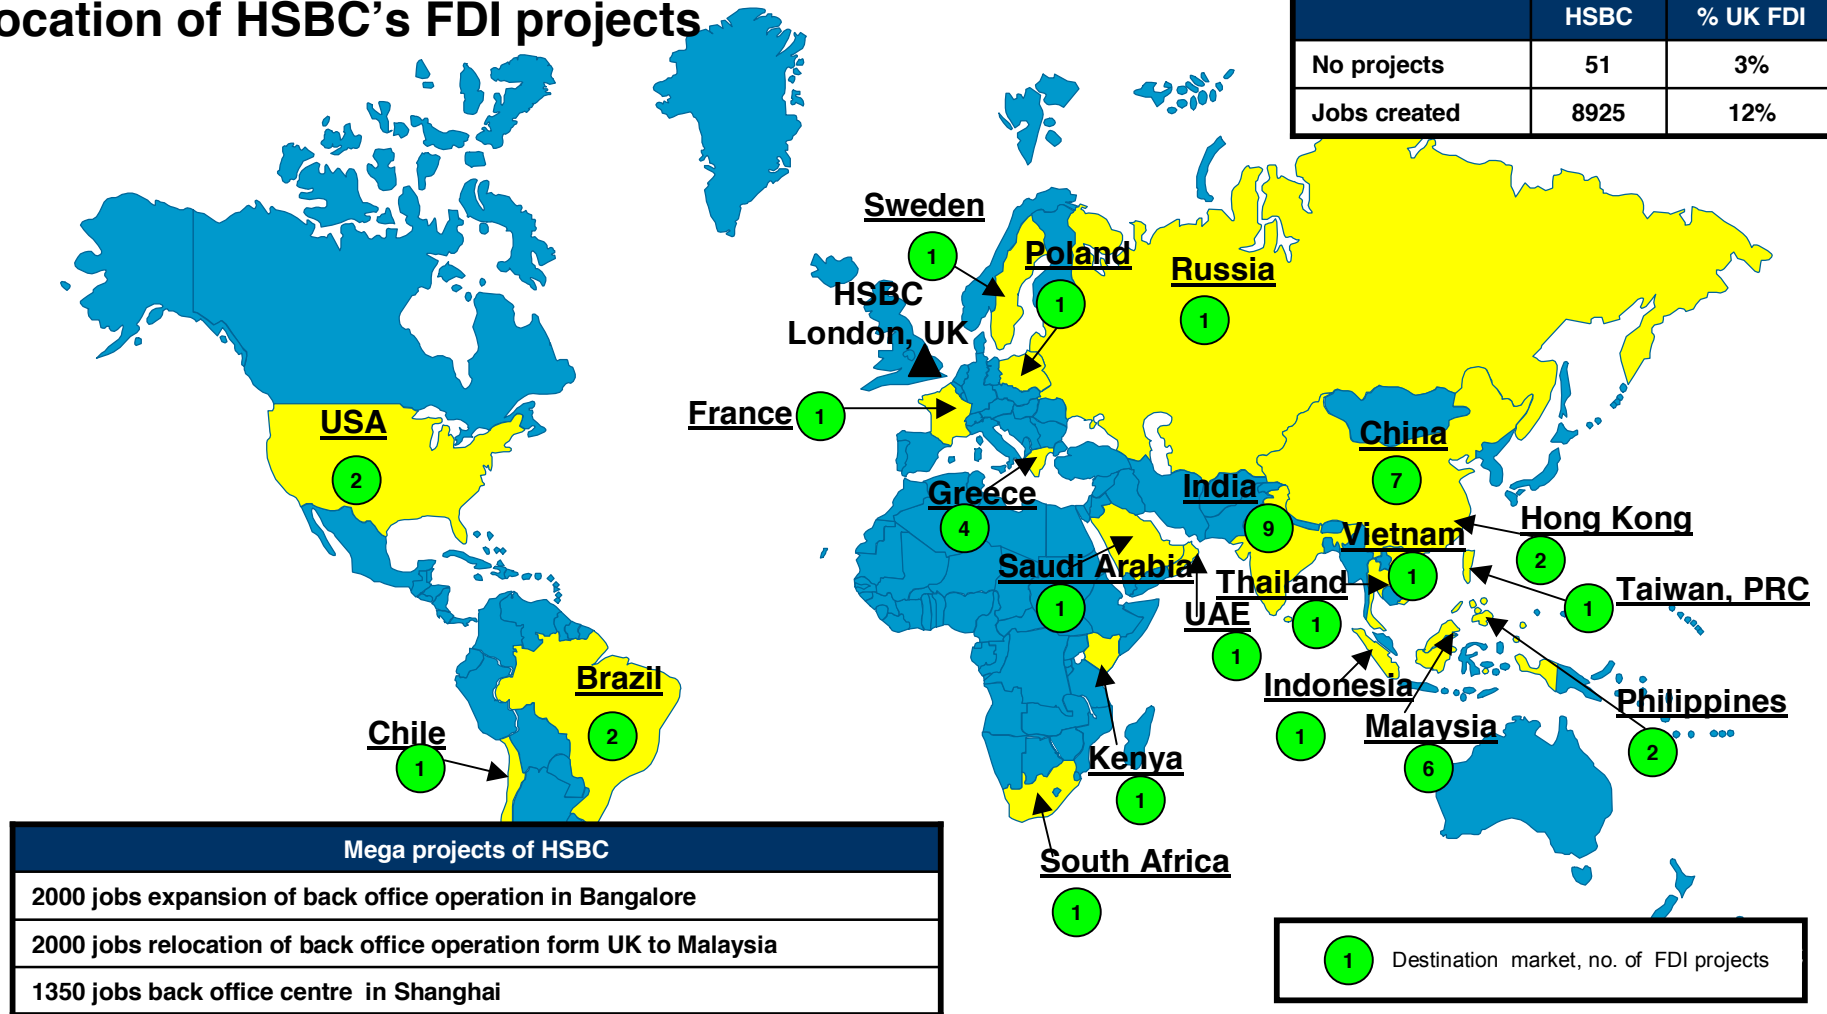 ocation of HSBC's FDI projects
HSBC % UK FDI
No projects 51 3%
Jobs created 8925 12%
Sweden
1
Poland
1
Russia
1
HSBC
London, UK
France 1
USA
2
China
7
India
9
Greece
4
Hong Kong
2
Vietnam
1
Saudi Arabia
1
Thailand
1
Taiwan, PRC
1
UAE
1
Indonesia
1
Brazil
2
Philippines
2
Malaysia
6
Chile
1
Kenya
1
South Africa
1
Mega projects of HSBC
2000 jobs expansion of back office operation in Bangalore
2000 jobs relocation of back office operation form UK to Malaysia
1350 jobs back office centre in Shanghai
1 Destination market, no. of FDI projects